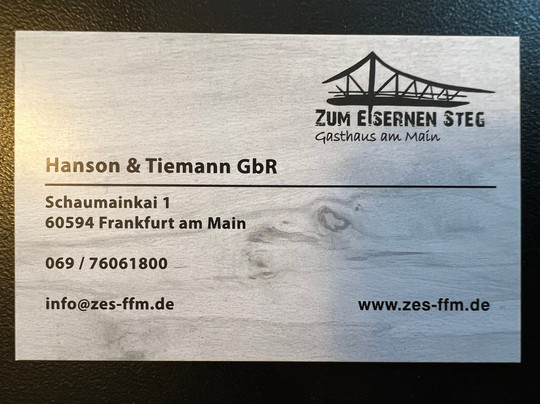 ZUM EISERNEN STEG
Gasthaus am Main
Hanson & Tiemann GbR
Schaumainkai 1
60594 Frankfurt am Main
069 / 76061800
info@zes-ffm.de
www.zes-ffm.de